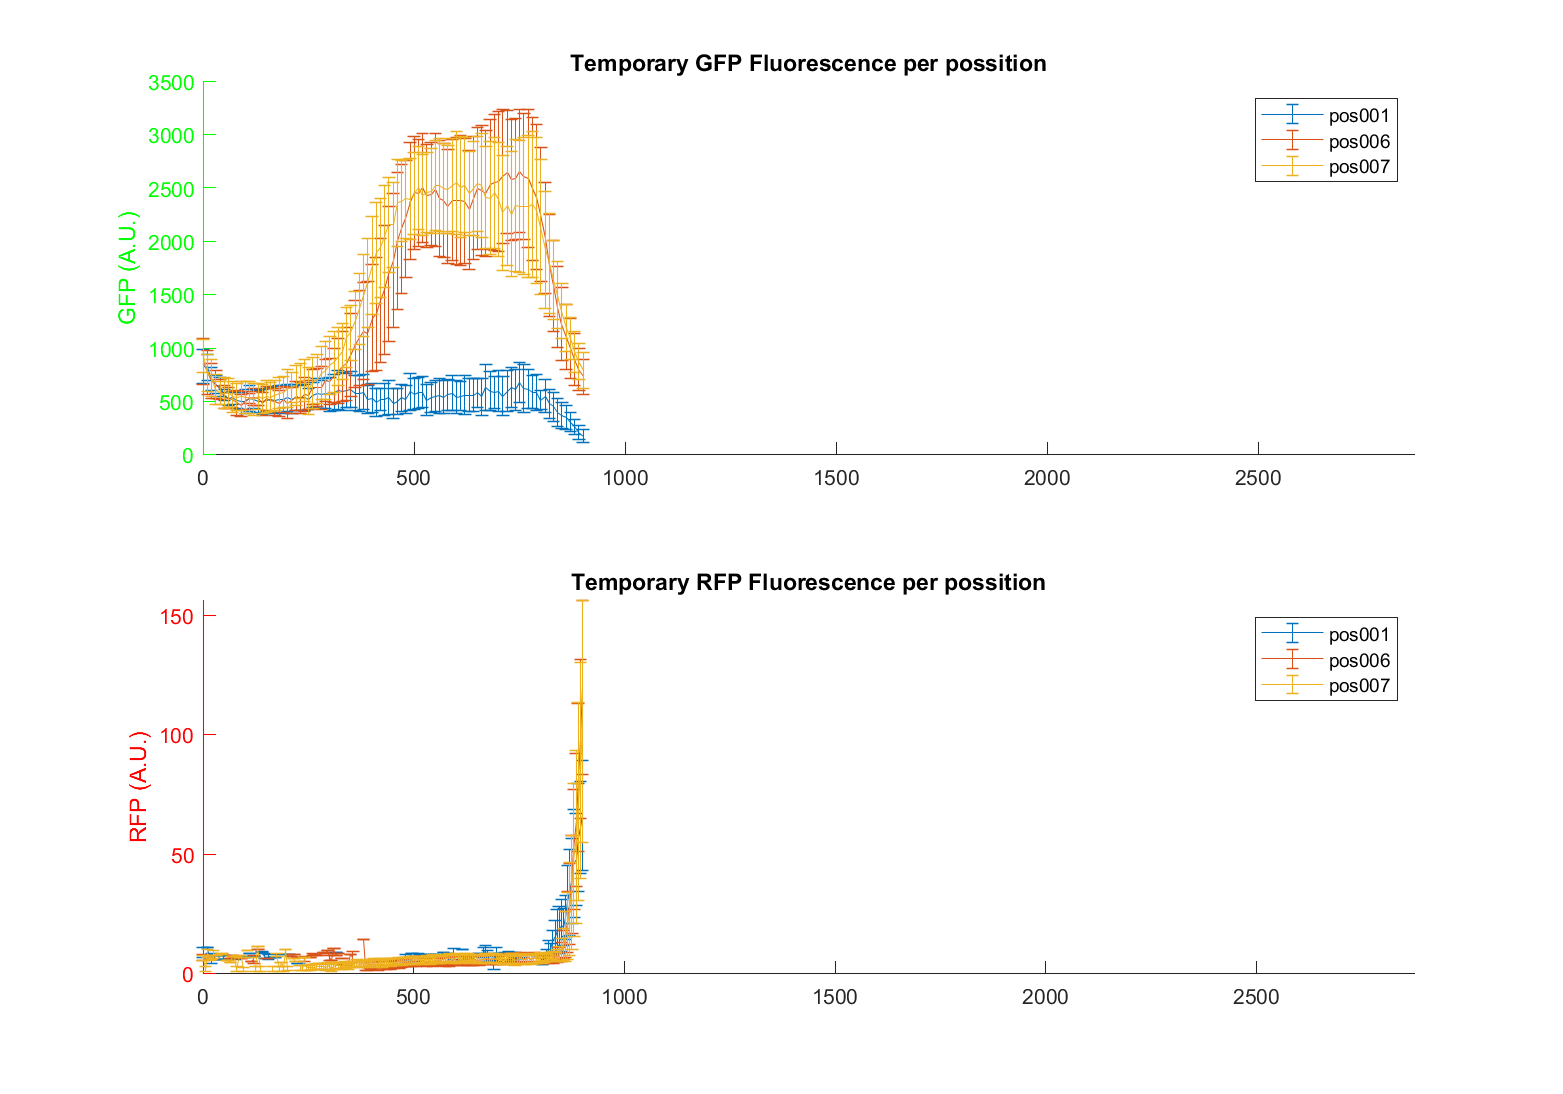 Temporary GFP Fluorescence per possition
3500
3000
2500
2000
1500
1000
500
0
GFP (A.U.)
0 500 1000 1500 2000 2500
pos001
pos006
pos007
Temporary RFP Fluorescence per possition
150
100
50
0
RFP (A.U.)
0 500 1000 1500 2000 2500
pos001
pos006
pos007